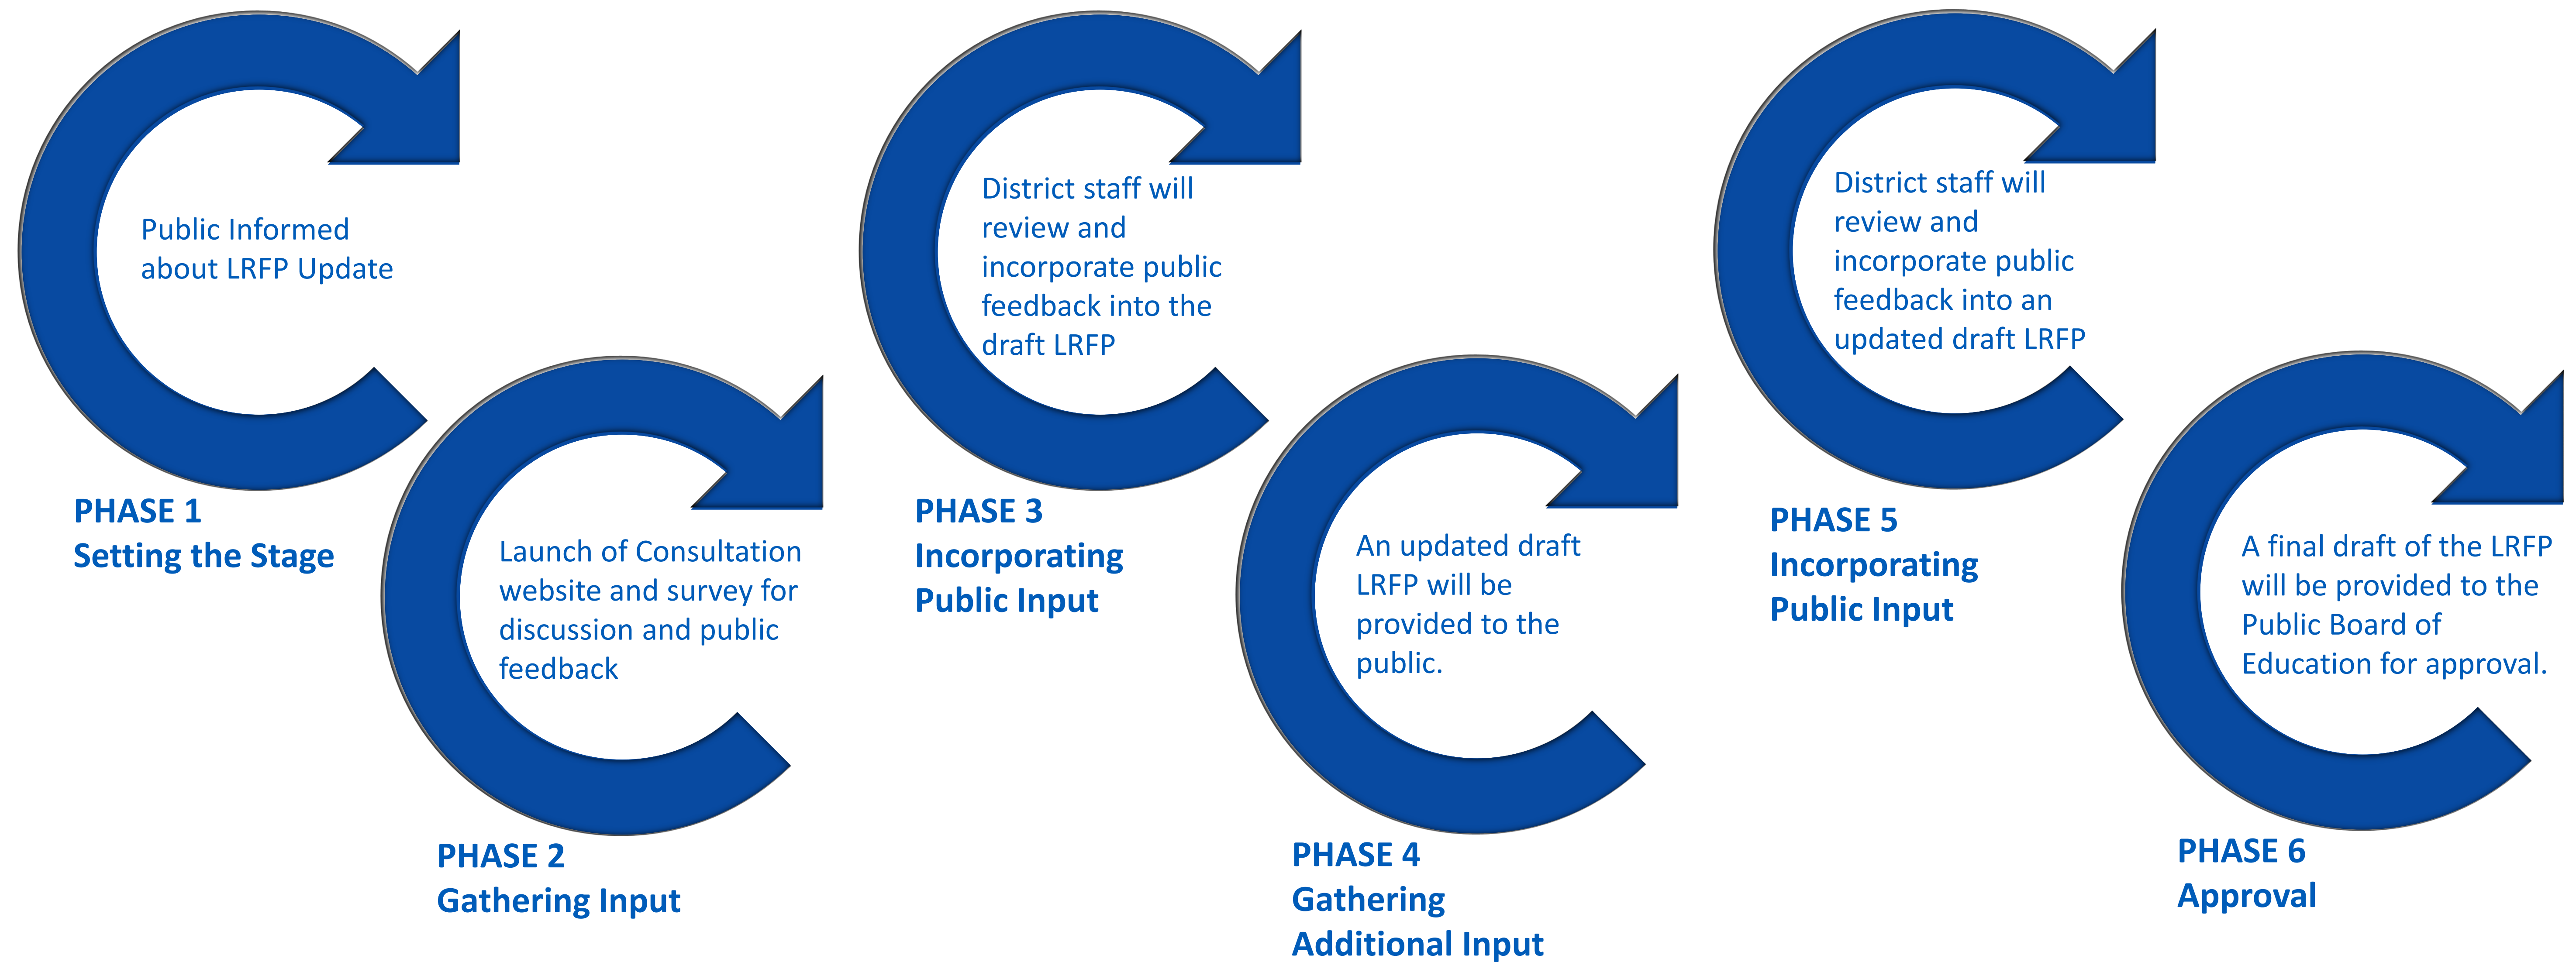 Public Informed
about LRFP Update
PHASE 1
Setting the Stage
Launch of Consultation
website and survey for
discussion and public
feedback
PHASE 2
Gathering Input
District staff will
review and
incorporate public
feedback into the
draft LRFP
PHASE 3
Incorporating
Public Input
An updated draft
LRFP will be
provided to the
public.
PHASE 4
Gathering
Additional Input
District staff will
review and
incorporate public
feedback into an
updated draft LRFP
PHASE 5
Incorporating
Public Input
A final draft of the LRFP
will be provided to the
Public Board of
Education for approval.
PHASE 6
Approval